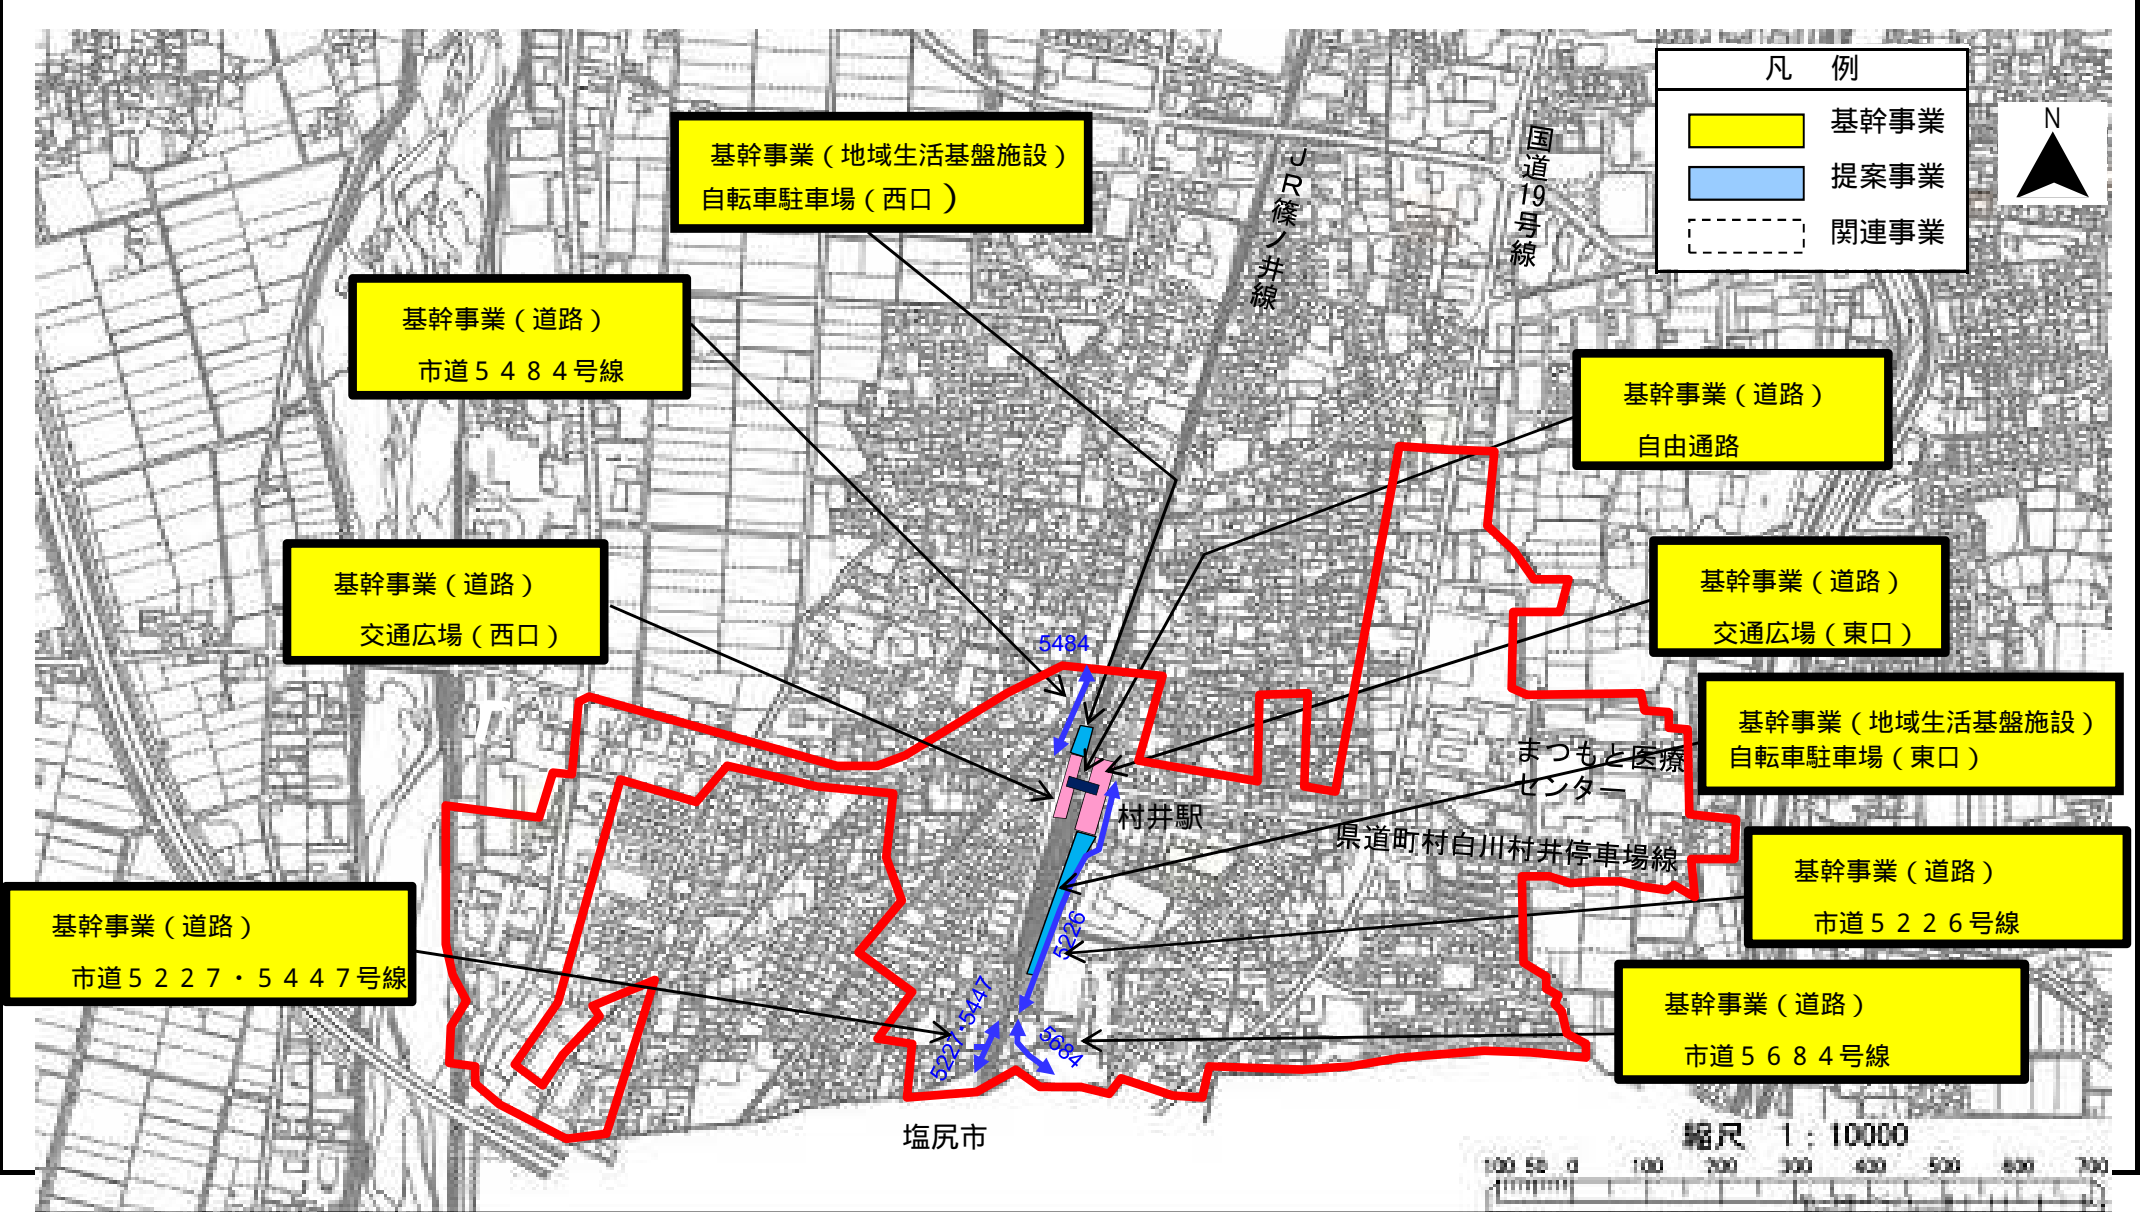 凡　例
基幹事業
提案事業
関連事業
N
基幹事業（地域生活基盤施設）
自転車駐車場（西口）
ＪＲ篠ノ井線
国道19号線
基幹事業（道路）
市道５４８４号線
基幹事業（道路）
自由通路
基幹事業（道路）
交通広場（西口）
基幹事業（道路）
交通広場（東口）
5484
基幹事業（地域生活基盤施設）
自転車駐車場（東口）
まつもと医療
センター
村井駅
県道町村白川村井停車場線
基幹事業（道路）
市道５２２６号線
基幹事業（道路）
市道５２２７・５４４７号線
5226
5227・5447
5684
基幹事業（道路）
市道５６８４号線
塩尻市
縮尺　1：10000
100 50 0 100 200 300 400 500 600 700